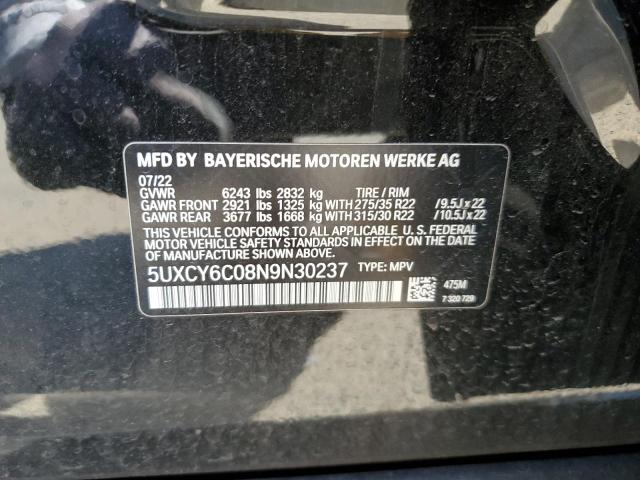 MFD BY BAYERISCHE MOTOREN WERKE AG
07/22
GVWR 6243 lbs 2832 kg TIRE / RIM
GAWR FRONT 2921 lbs 1325 kg WITH 275/35 R22 /9.5J x 22
GAWR REAR 3677 lbs 1668 kg WITH 315/30 R22 /10.5J x 22
THIS VEHICLE CONFORMS TO ALL APPLICABLE U. S. FEDERAL
MOTOR VEHICLE SAFETY STANDARDS IN EFFECT ON THE DATE
OF MANUFACTURE SHOWN ABOVE.
5UXCY6C08N9N30237 TYPE: MPV
475M
7 320 729